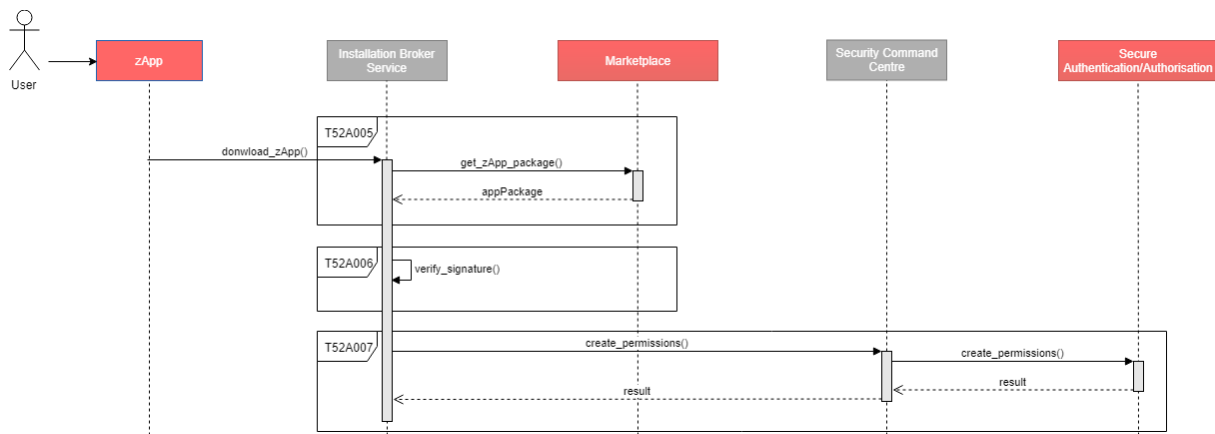 User
zApp
Installation Broker
Service
Marketplace
Security Command
Centre
Secure
Authentication/Authorisation
T52A005
donwload_zApp()
get_zApp_package()
appPackage
T52A006
verify_signature()
T52A007
create_permissions()
create_permissions()
result
result